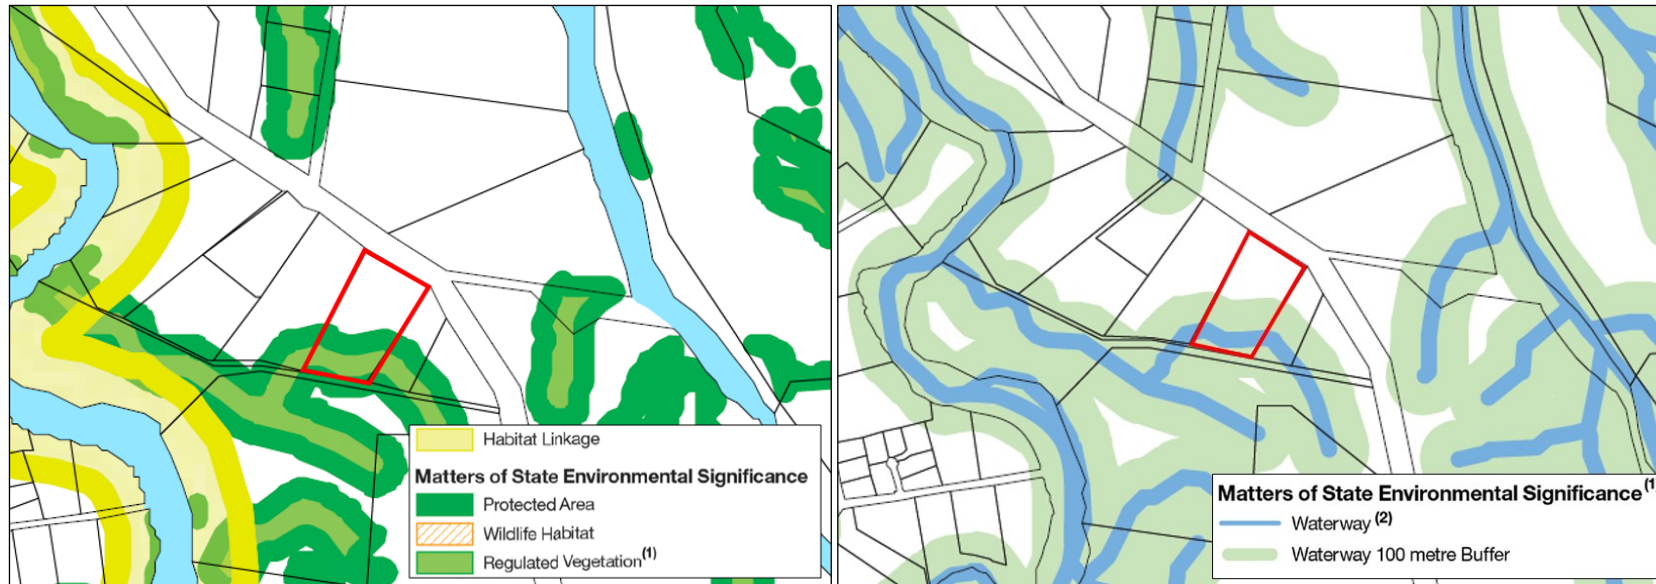 Habitat Linkage
Matters of State Environmental Significance
Protected Area
Wildlife Habitat
Regulated Vegetation(1)
Matters of State Environmental Significance(1
Waterway (2)
Waterway 100 metre Buffer